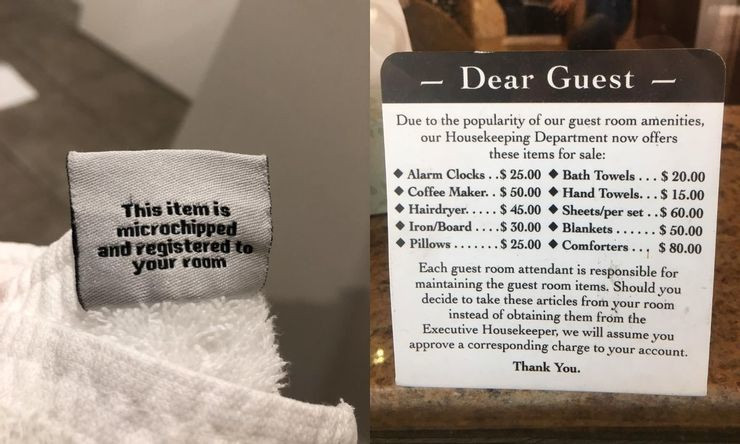 This item is
microchipped
and registered to
your room
– Dear Guest –
Due to the popularity of our guest room amenities,
our Housekeeping Department now offers
these items for sale:
◆ Alarm Clocks . . $ 25.00 ◆ Bath Towels . . . $ 20.00
◆ Coffee Maker. . $ 50.00 ◆ Hand Towels. . . $ 15.00
◆ Hairdryer. . . . . $ 45.00 ◆ Sheets/per set . . $ 60.00
◆ Iron/Board . . . . $ 30.00 ◆ Blankets . . . . . . $ 50.00
◆ Pillows . . . . . . . $ 25.00 ◆ Comforters . . . $ 80.00
Each guest room attendant is responsible for
maintaining the guest room items. Should you
decide to take these articles from your room
instead of obtaining them from the
Executive Housekeeper, we will assume you
approve a corresponding charge to your account.
Thank You.